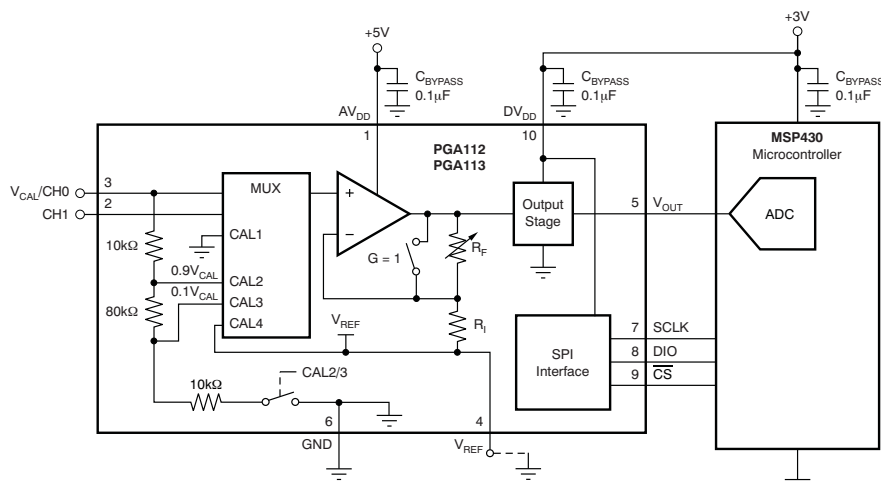 +3V
+5V
C_BYPASS
0.1µF
C_BYPASS
0.1µF
C_BYPASS
0.1µF
AV_DD
DV_DD
1
10
PGA112
PGA113
MSP430
Microcontroller
3
V_CAL/CH0
MUX
2
CH1
+
−
Output
Stage
5
V_OUT
ADC
CAL1
10kΩ
R_F
G = 1
0.9V_CAL
CAL2
0.1V_CAL
CAL3
80kΩ
CAL4
V_REF
R_I
SPI
Interface
7
SCLK
8
DIO
9
CS
CAL2/3
10kΩ
6
4
GND
V_REF